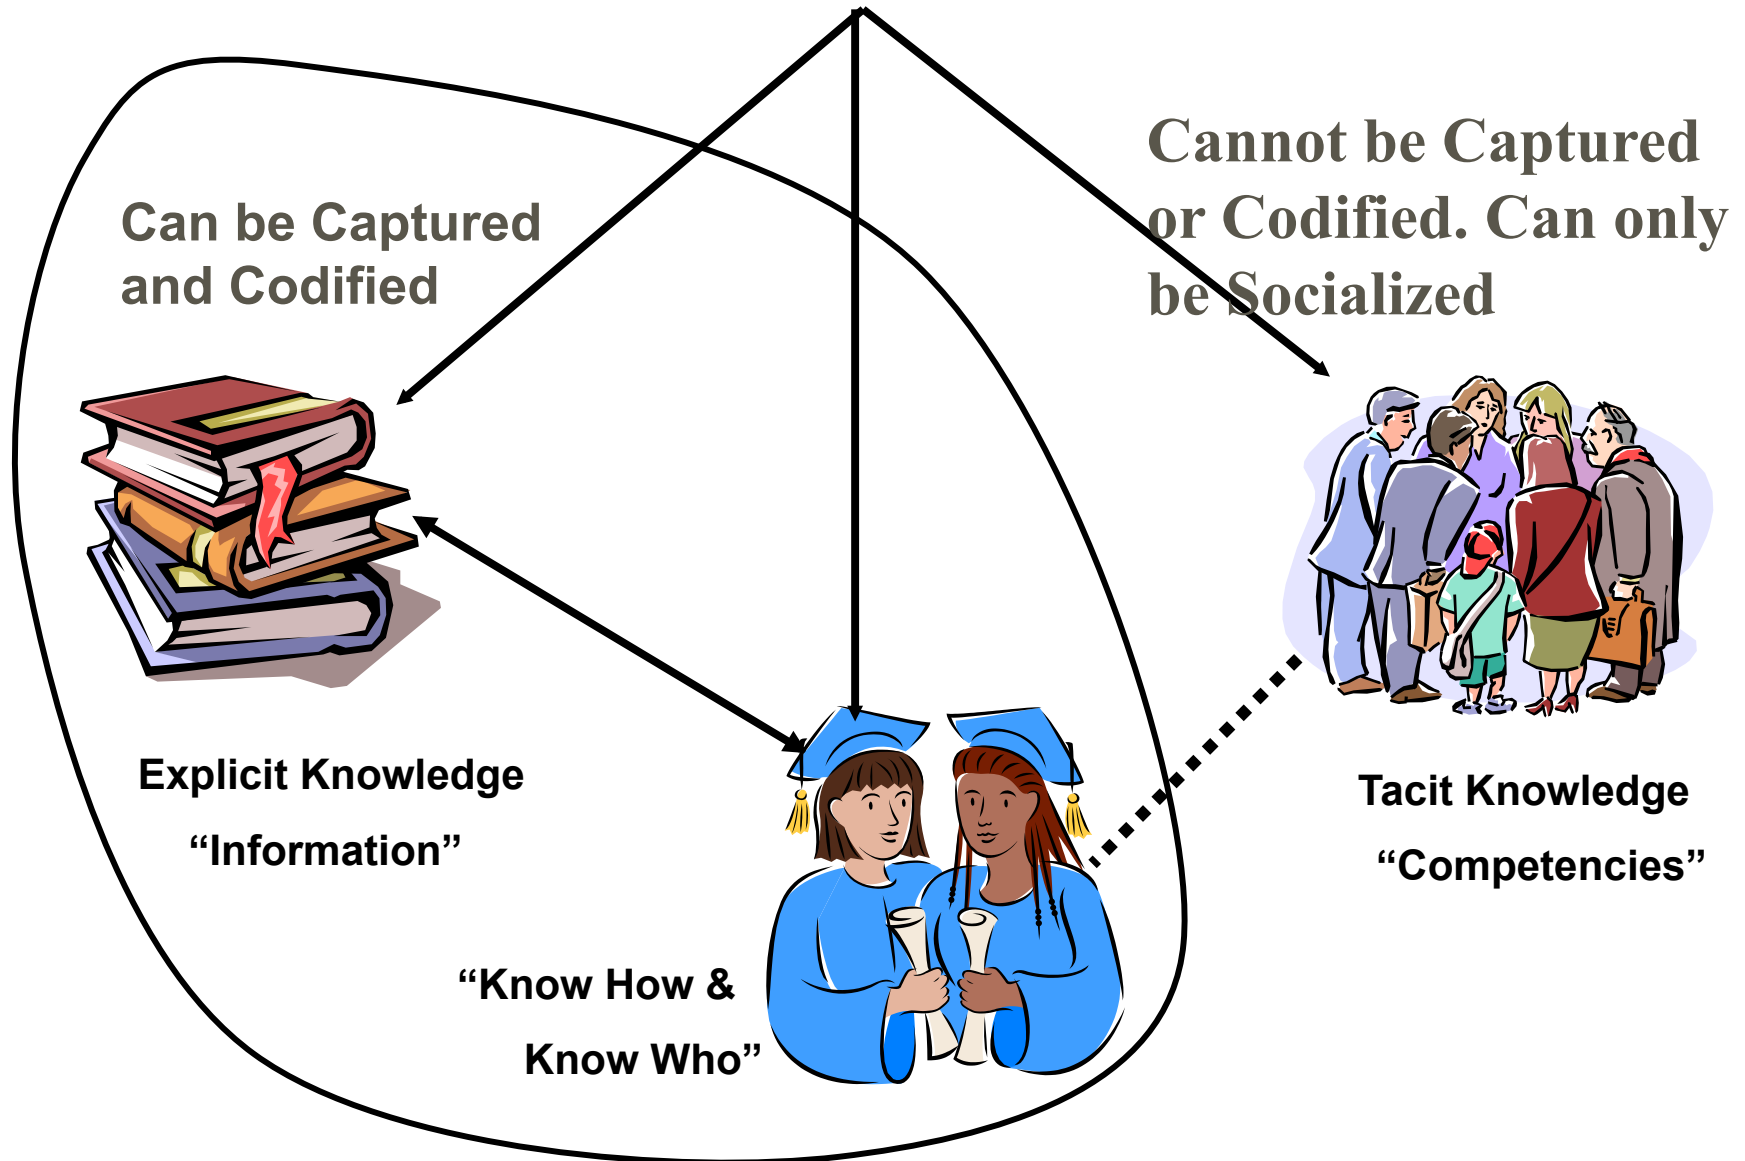 Can be Captured
and Codified
Cannot be Captured
or Codified. Can only
be Socialized
Explicit Knowledge
“Information”
“Know How &
Know Who”
Tacit Knowledge
“Competencies”